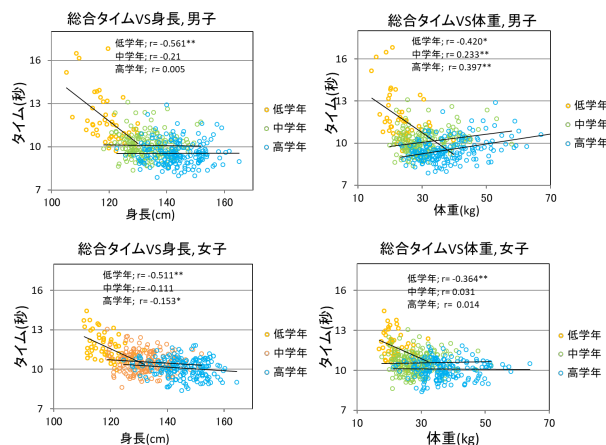 総合タイムVS身長, 男子
低学年; r= -0.561**
中学年; r= -0.21
高学年; r= 0.005
タイム(秒)
16
13
10
7
100
120
140
160
身長(cm)
低学年
中学年
高学年
総合タイムVS体重, 男子
低学年; r= -0.420*
中学年; r= 0.233**
高学年; r= 0.397**
タイム(秒)
16
13
10
7
10
30
50
70
体重(kg)
低学年
中学年
高学年
総合タイムVS身長, 女子
低学年; r= -0.511**
中学年; r= -0.111
高学年; r= -0.153*
タイム(秒)
16
13
10
7
100
120
140
160
身長(cm)
低学年
中学年
高学年
総合タイムVS体重, 女子
低学年; r= -0.364**
中学年; r= 0.031
高学年; r= 0.014
タイム(秒)
16
13
10
7
10
30
50
70
体重(kg)
低学年
中学年
高学年